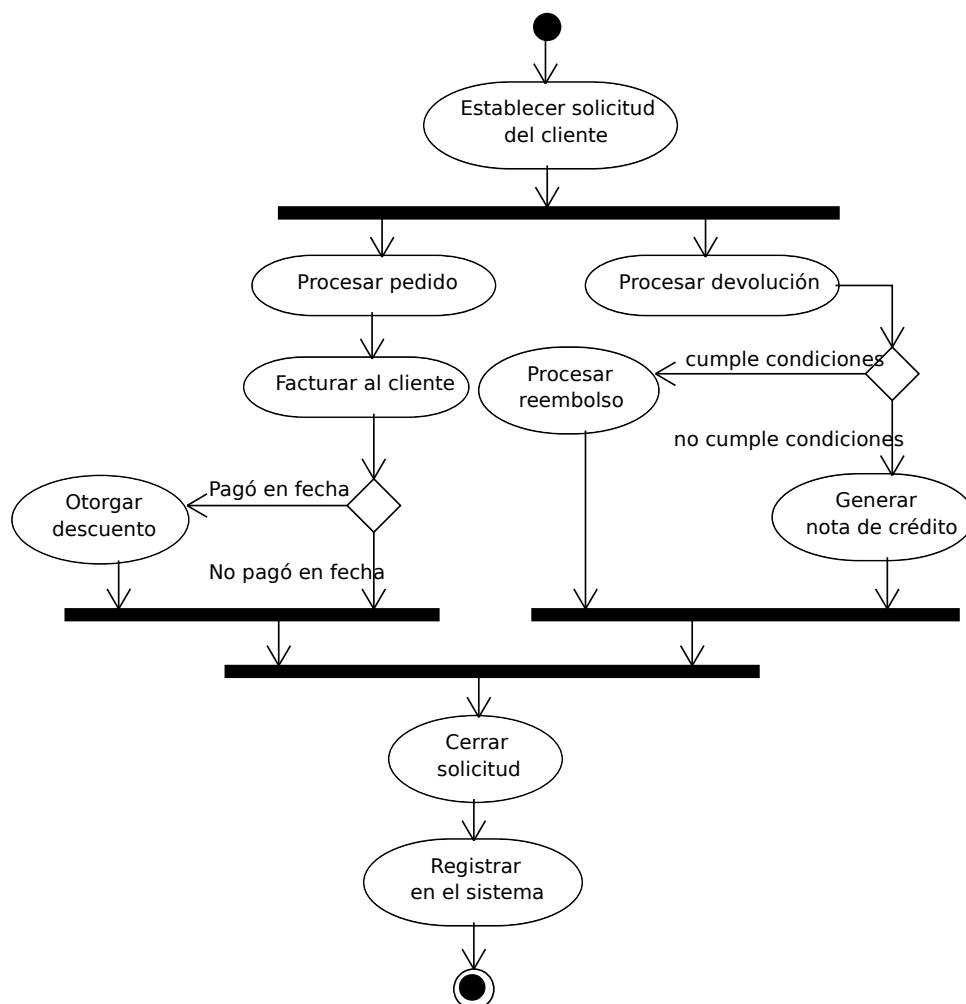 Establecer solicitud
del cliente
Procesar pedido
Procesar devolución
Facturar al cliente
Procesar
reembolso
cumple condiciones
no cumple condiciones
Otorgar
descuento
Pagó en fecha
No pagó en fecha
Generar
nota de crédito
Cerrar
solicitud
Registrar
en el sistema